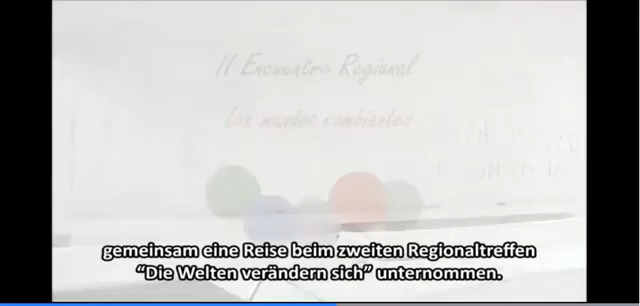 II Encuentro Regional
Los mundos cambiantes
gemeinsam eine Reise beim zweiten Regionaltreffen
“Die Welten verändern sich” unternommen.